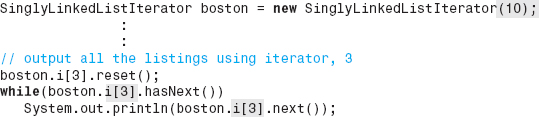 SinglyLinkedListIterator boston = new SinglyLinkedListIterator(10);
:
:
// output all the listings using iterator, 3
boston.i[3].reset();
while(boston.i[3].hasNext())
   System.out.println(boston.i[3].next());